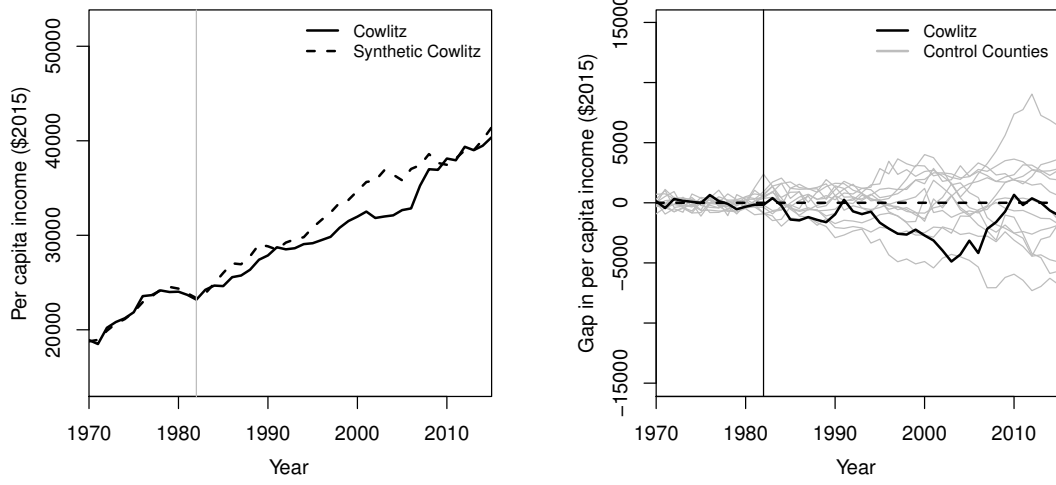 Per capita income ($2015)
50000
40000
30000
20000
Cowlitz
Synthetic Cowlitz
1970 1980 1990 2000 2010
Year
Gap in per capita income ($2015)
15000
5000
0
−5000
−15000
Cowlitz
Control Counties
1970 1980 1990 2000 2010
Year